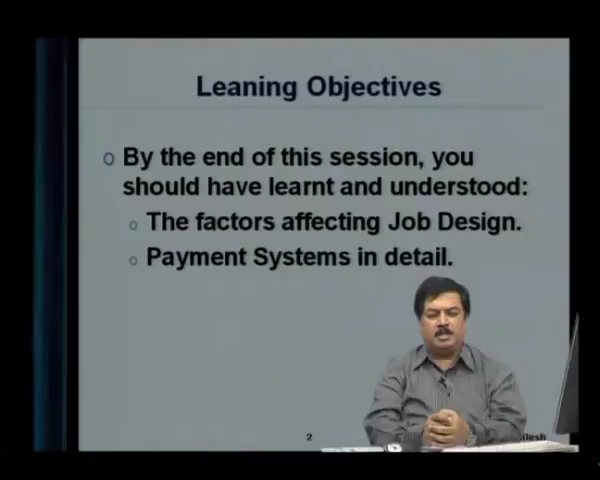 Leaning Objectives
o By the end of this session, you
should have learnt and understood:
o The factors affecting Job Design.
o Payment Systems in detail.
2